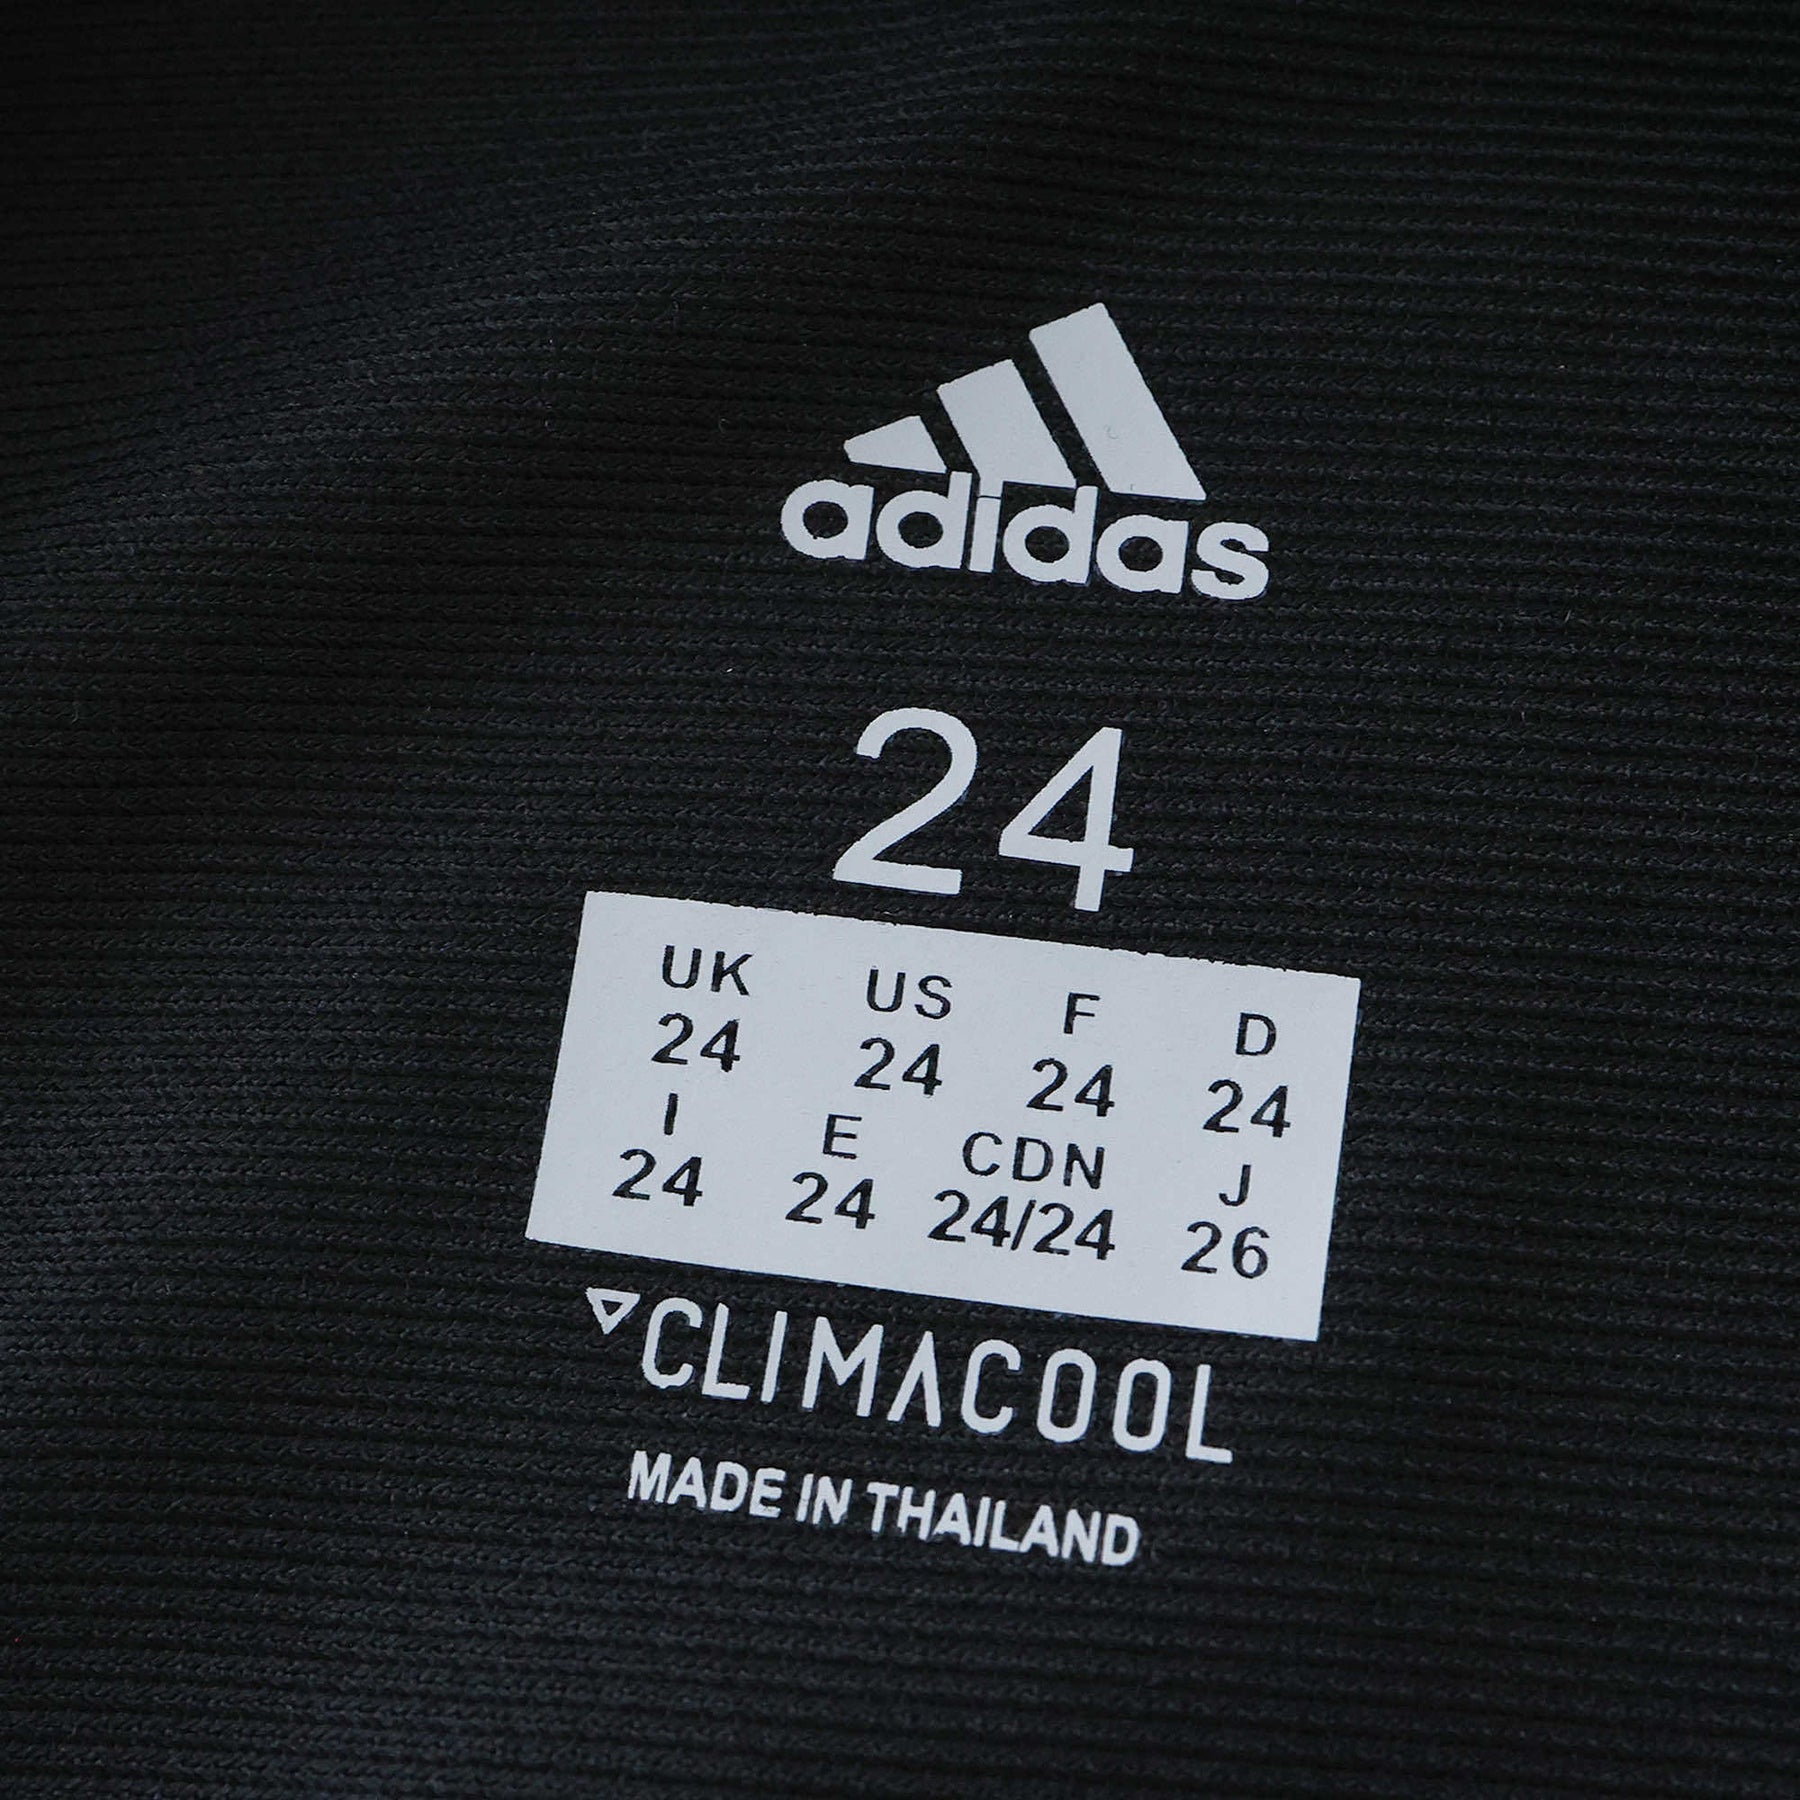 adidas
24
UK US F D
24 24 24 24
I E CDN J
24 24 24/24 26
CLIMACOOL
MADE IN THAILAND